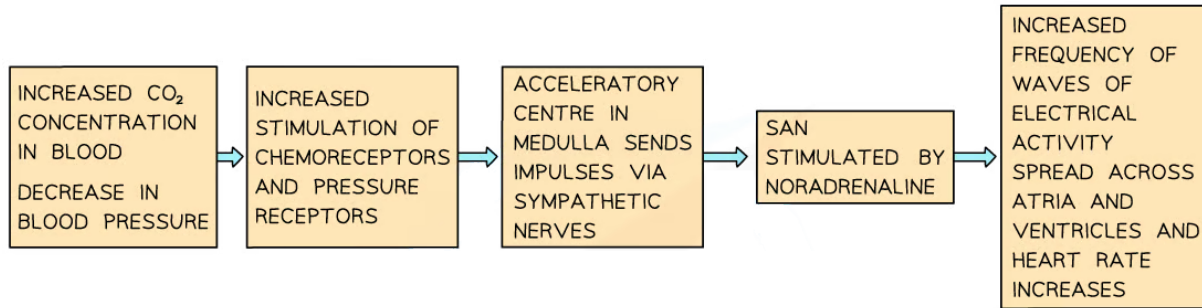 INCREASED CO₂
CONCENTRATION
IN BLOOD
DECREASE IN
BLOOD PRESSURE
INCREASED
STIMULATION OF
CHEMORECEPTORS
AND PRESSURE
RECEPTORS
ACCELERATORY
CENTRE IN
MEDULLA SENDS
IMPULSES VIA
SYMPATHETIC
NERVES
SAN
STIMULATED BY
NORADRENALINE
INCREASED
FREQUENCY OF
WAVES OF
ELECTRICAL
ACTIVITY
SPREAD ACROSS
ATRIA AND
VENTRICLES AND
HEART RATE
INCREASES